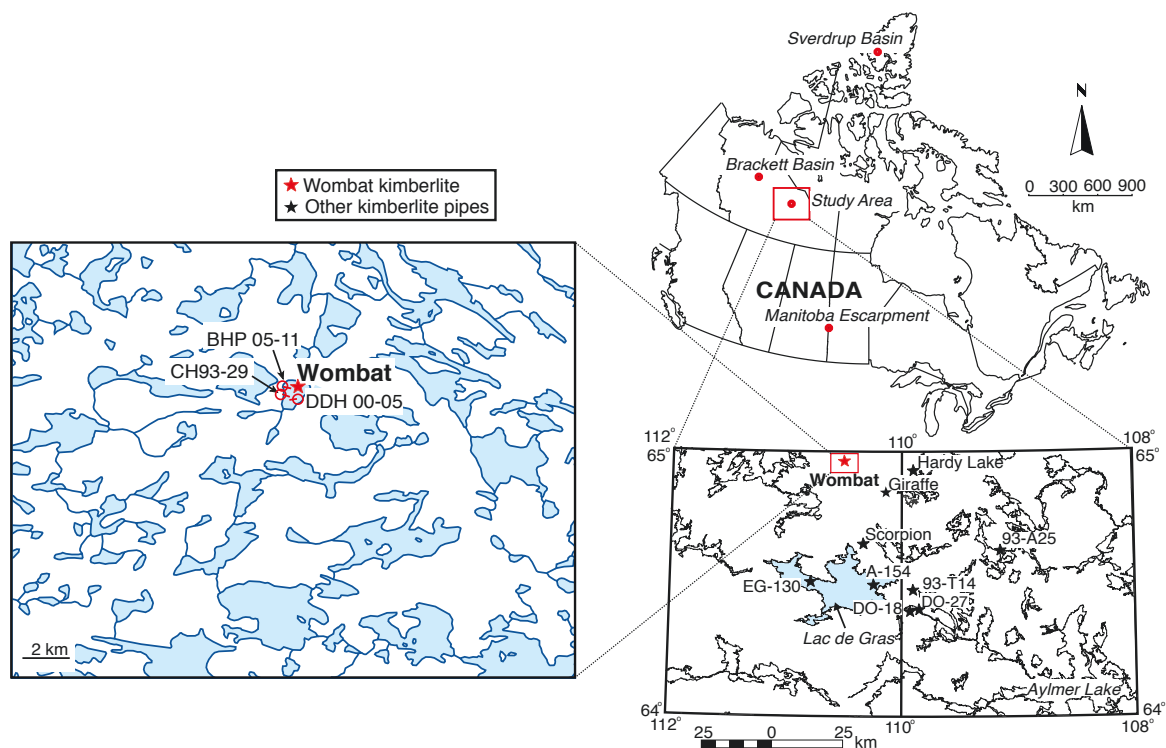 Sverdrup Basin
N
Brackett Basin
Study Area
0 300 600 900
km
CANADA
Manitoba Escarpment
Wombat kimberlite
Other kimberlite pipes
BHP 05-11
CH93-29
Wombat
DDH 00-05
2 km
112°
110°
108°
65°
65°
Wombat
Hardy Lake
Giraffe
Scorpion
93-A25
A-154
EG-130
93-T14
DO-18
DO-27
Lac de Gras
Aylmer Lake
64°
64°
112°
110°
108°
25 0 25
km